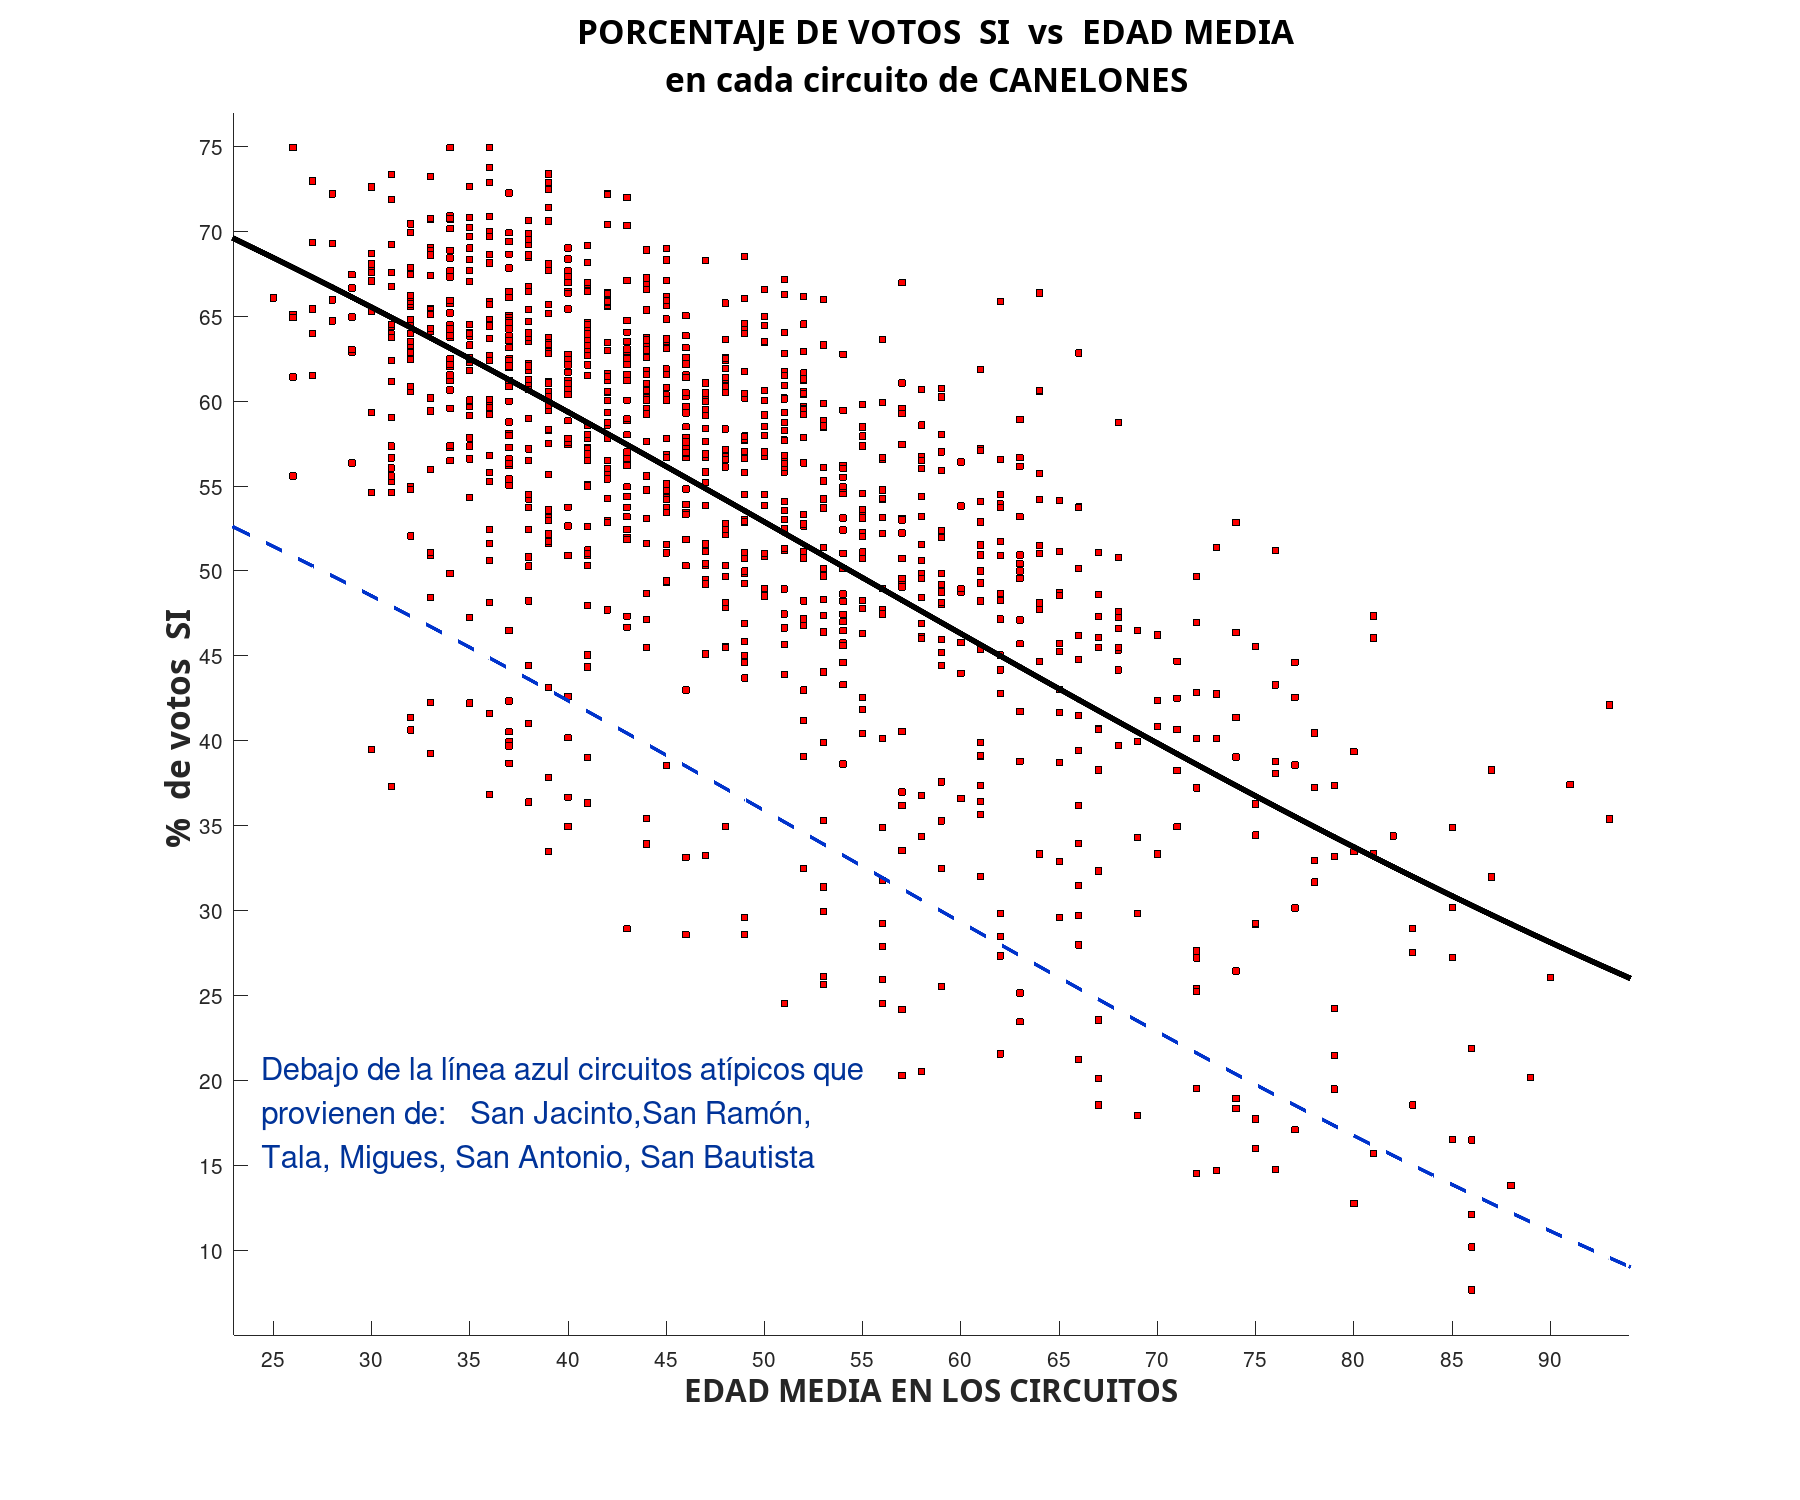 PORCENTAJE DE VOTOS  SI  vs  EDAD MEDIA
en cada circuito de CANELONES
% de votos  SI
75
70
65
60
55
50
45
40
35
30
25
20
15
10
Debajo de la línea azul circuitos atípicos que
provienen de:   San Jacinto,San Ramón,
Tala, Migues, San Antonio, San Bautista
25 30 35 40 45 50 55 60 65 70 75 80 85 90
EDAD MEDIA EN LOS CIRCUITOS